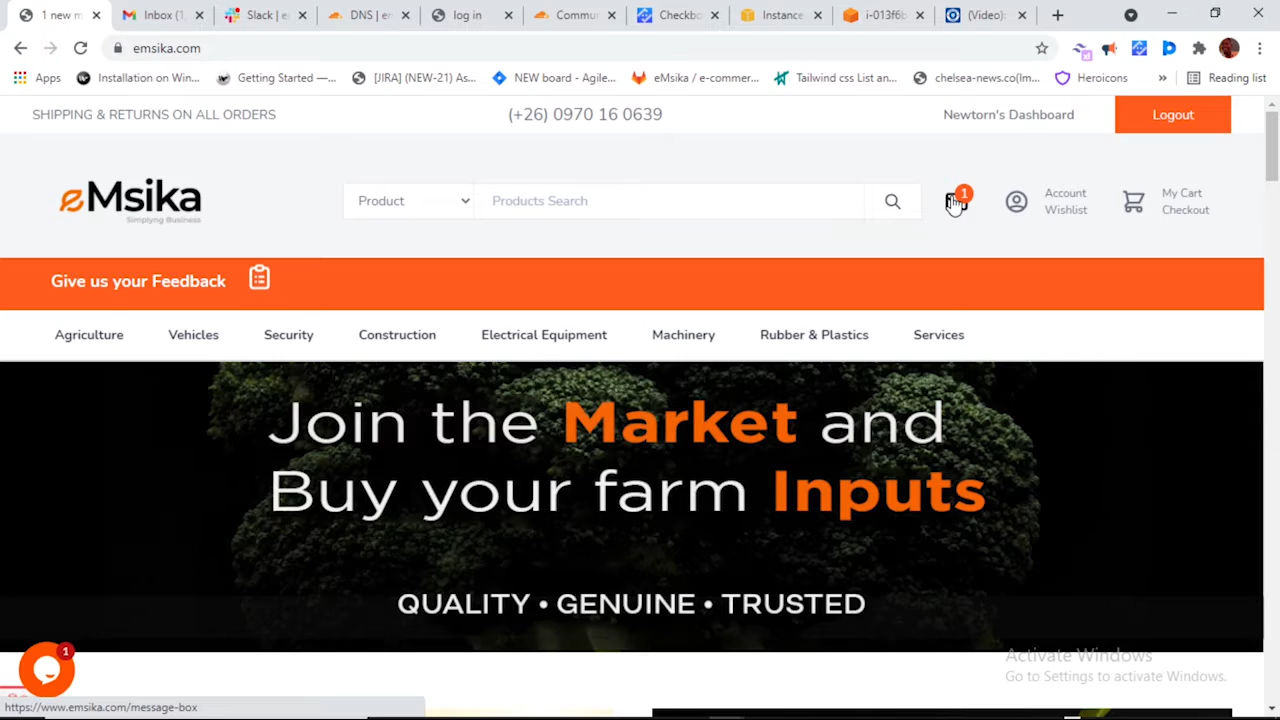 1 new m
Inbox (1,
Slack | e
DNS | en
log in
Commu
Checkbo
Instance
i-013f6b
(Video):
emsika.com
Apps
Installation on Win...
Getting Started —...
[JIRA] (NEW-21) As...
NEW board - Agile...
eMsika / e-commer...
Tailwind css List an...
chelsea-news.co(Im...
Heroicons
»
Reading list
SHIPPING & RETURNS ON ALL ORDERS
(+26) 0970 16 0639
Newtorn's Dashboard
Logout
eMsika
Simplyng Business
Product
Products Search
1
Account
Wishlist
My Cart
Checkout
Give us your Feedback
Agriculture
Vehicles
Security
Construction
Electrical Equipment
Machinery
Rubber & Plastics
Services
Join the Market and
Buy your farm Inputs
QUALITY • GENUINE • TRUSTED
1
Activate Windows
Go to Settings to activate Windows.
https://www.emsika.com/message-box